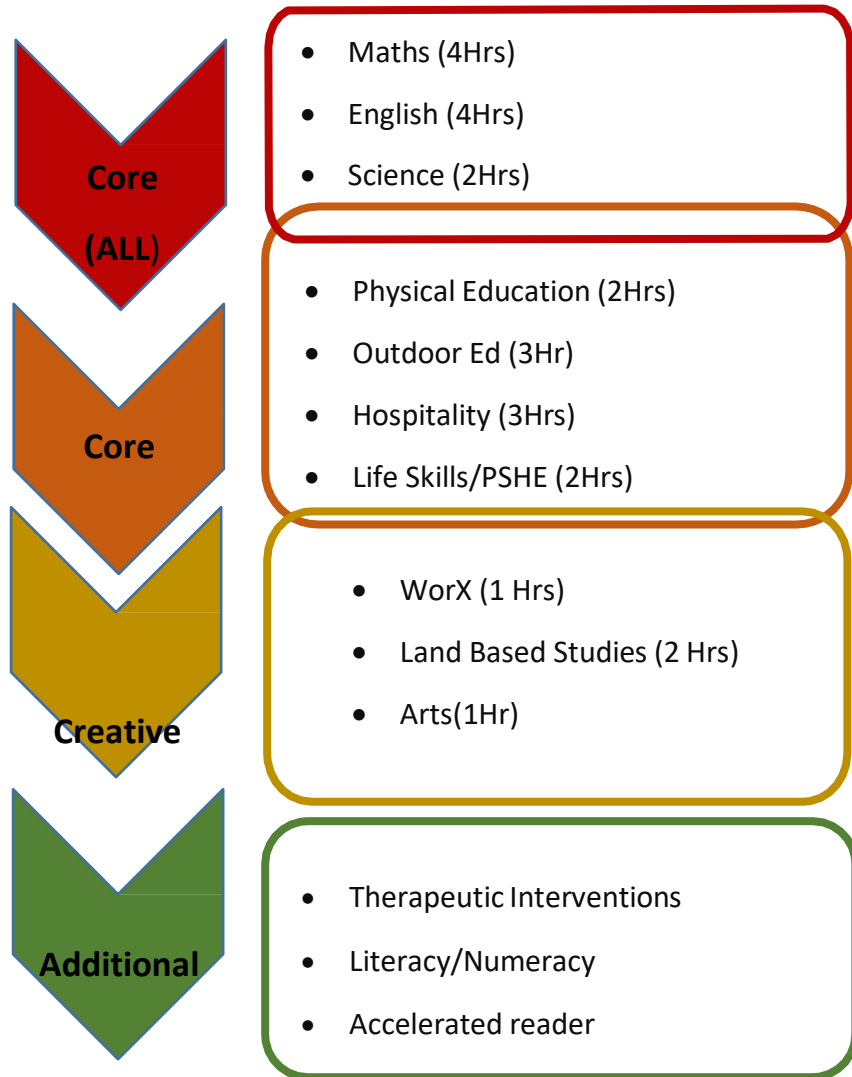 Core
(ALL)
• Maths (4Hrs)
• English (4Hrs)
• Science (2Hrs)
Core
• Physical Education (2Hrs)
• Outdoor Ed (3Hr)
• Hospitality (3Hrs)
• Life Skills/PSHE (2Hrs)
Creative
• WorX (1 Hrs)
• Land Based Studies (2 Hrs)
• Arts(1Hr)
Additional
• Therapeutic Interventions
• Literacy/Numeracy
• Accelerated reader